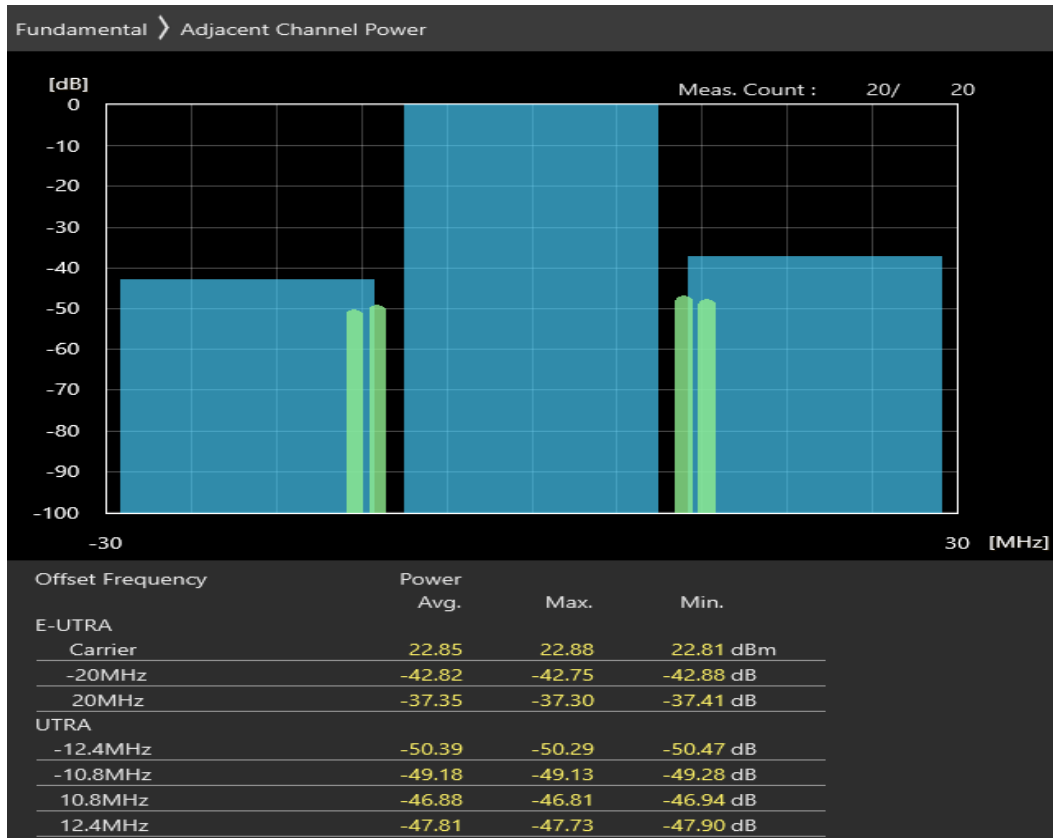 Fundamental 〉 Adjacent Channel Power
[dB]
Meas. Count : 20/ 20
0
-10
-20
-30
-40
-50
-60
-70
-80
-90
-100
-30 30 [MHz]
Offset Frequency Power
Avg. Max. Min.
E-UTRA
Carrier 22.85 22.88 22.81 dBm
-20MHz -42.82 -42.75 -42.88 dB
20MHz -37.35 -37.30 -37.41 dB
UTRA
-12.4MHz -50.39 -50.29 -50.47 dB
-10.8MHz -49.18 -49.13 -49.28 dB
10.8MHz -46.88 -46.81 -46.94 dB
12.4MHz -47.81 -47.73 -47.90 dB